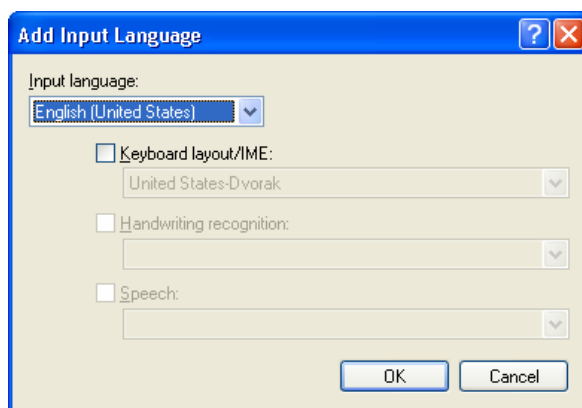 Add Input Language
Input language:
English (United States)
Keyboard layout/IME:
United States-Dvorak
Handwriting recognition:
Speech:
OK Cancel